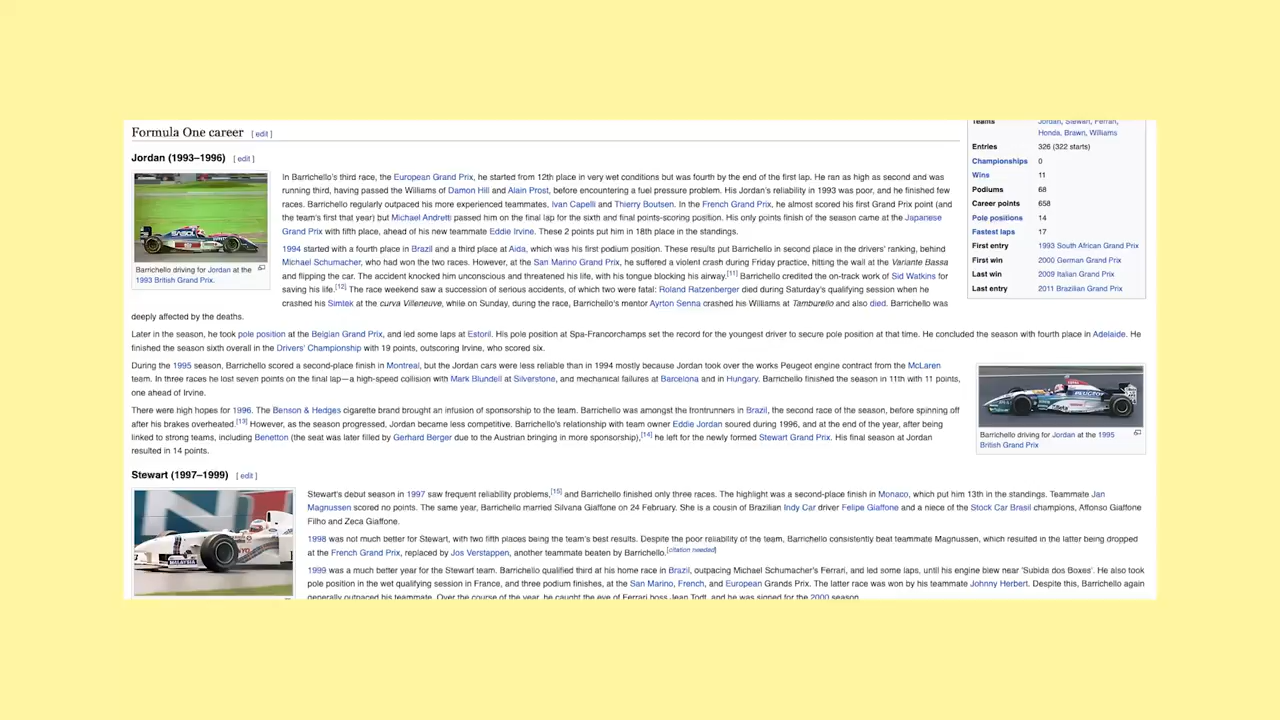 Formula One career [ edit ]
Jordan (1993–1996) [ edit ]
In Barrichello's third race, the European Grand Prix, he started from 12th place in very wet conditions but was fourth by the end of the first lap. He ran as high as second and was
running third, having passed the Williams of Damon Hill and Alain Prost, before encountering a fuel pressure problem. His Jordan's reliability in 1993 was poor, and he finished few
races. Barrichello regularly outpaced his more experienced teammates, Ivan Capelli and Thierry Boutsen. In the French Grand Prix, he almost scored his first Grand Prix point (and
the team's first that year) but Michael Andretti passed him on the final lap for the sixth and final points-scoring position. His only points finish of the season came at the Japanese
Grand Prix with fifth place, ahead of his new teammate Eddie Irvine. These 2 points put him in 18th place in the standings.
Barrichello driving for Jordan at the
1993 British Grand Prix.
1994 started with a fourth place in Brazil and a third place at Aida, which was his first podium position. These results put Barrichello in second place in the drivers' ranking, behind
Michael Schumacher, who had won the two races. However, at the San Marino Grand Prix, he suffered a violent crash during Friday practice, hitting the wall at the Variante Bassa
and flipping the car. The accident knocked him unconscious and threatened his life, with his tongue blocking his airway.[11] Barrichello credited the on-track work of Sid Watkins for
saving his life.[12] The race weekend saw a succession of serious accidents, of which two were fatal: Roland Ratzenberger died during Saturday's qualifying session when he
crashed his Simtek at the curva Villeneuve, while on Sunday, during the race, Barrichello's mentor Ayrton Senna crashed his Williams at Tamburello and also died. Barrichello was
deeply affected by the deaths.
Later in the season, he took pole position at the Belgian Grand Prix, and led some laps at Estoril. His pole position at Spa-Francorchamps set the record for the youngest driver to secure pole position at that time. He concluded the season with fourth place in Adelaide. He
finished the season sixth overall in the Drivers' Championship with 19 points, outscoring Irvine, who scored six.
During the 1995 season, Barrichello scored a second-place finish in Montreal, but the Jordan cars were less reliable than in 1994 mostly because Jordan took over the works Peugeot engine contract from the McLaren
team. In three races he lost seven points on the final lap—a high-speed collision with Mark Blundell at Silverstone, and mechanical failures at Barcelona and in Hungary. Barrichello finished the season in 11th with 11 points,
one ahead of Irvine.
There were high hopes for 1996. The Benson & Hedges cigarette brand brought an infusion of sponsorship to the team. Barrichello was amongst the frontrunners in Brazil, the second race of the season, before spinning off
after his brakes overheated.[13] However, as the season progressed, Jordan became less competitive. Barrichello's relationship with team owner Eddie Jordan soured during 1996, and at the end of the year, after being
linked to strong teams, including Benetton (the seat was later filled by Gerhard Berger due to the Austrian bringing in more sponsorship),[14] he left for the newly formed Stewart Grand Prix. His final season at Jordan
resulted in 14 points.
Teams Jordan, Stewart, Ferrari,
Honda, Brawn, Williams
Entries 326 (322 starts)
Championships 0
Wins 11
Podiums 68
Career points 658
Pole positions 14
Fastest laps 17
First entry 1993 South African Grand Prix
First win 2000 German Grand Prix
Last win 2009 Italian Grand Prix
Last entry 2011 Brazilian Grand Prix
Barrichello driving for Jordan at the 1995
British Grand Prix
Stewart (1997–1999) [ edit ]
MALAYSIA
Stewart's debut season in 1997 saw frequent reliability problems,[15] and Barrichello finished only three races. The highlight was a second-place finish in Monaco, which put him 13th in the standings. Teammate Jan
Magnussen scored no points. The same year, Barrichello married Silvana Giaffone on 24 February. She is a cousin of Brazilian Indy Car driver Felipe Giaffone and a niece of the Stock Car Brasil champions, Affonso Giaffone
Filho and Zeca Giaffone.
1998 was not much better for Stewart, with two fifth places being the team's best results. Despite the poor reliability of the team, Barrichello consistently beat teammate Magnussen, which resulted in the latter being dropped
at the French Grand Prix, replaced by Jos Verstappen, another teammate beaten by Barrichello.[citation needed]
1999 was a much better year for the Stewart team. Barrichello qualified third at his home race in Brazil, outpacing Michael Schumacher's Ferrari, and led some laps, until his engine blew near 'Subida dos Boxes'. He also took
pole position in the wet qualifying session in France, and three podium finishes, at the San Marino, French, and European Grands Prix. The latter race was won by his teammate Johnny Herbert. Despite this, Barrichello again
generally outpaced his teammate. Over the course of the year, he caught the eye of Ferrari boss Jean Todt, and he was signed for the 2000 season.